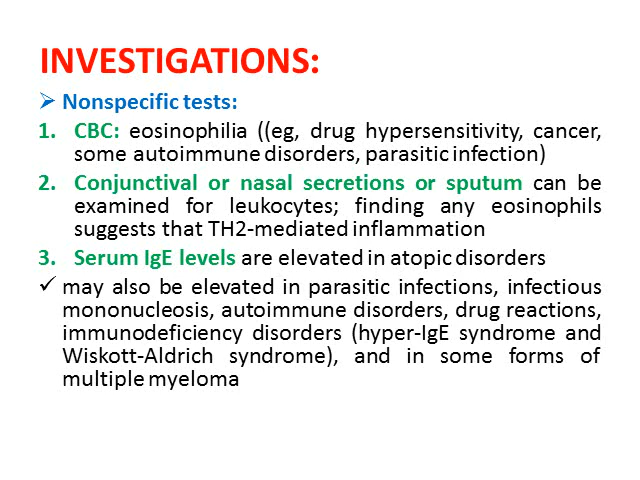 INVESTIGATIONS:
➢ Nonspecific tests:
1. CBC: eosinophilia ((eg, drug hypersensitivity, cancer,
some autoimmune disorders, parasitic infection)
2. Conjunctival or nasal secretions or sputum can be
examined for leukocytes; finding any eosinophils
suggests that TH2-mediated inflammation
3. Serum IgE levels are elevated in atopic disorders
✓ may also be elevated in parasitic infections, infectious
mononucleosis, autoimmune disorders, drug reactions,
immunodeficiency disorders (hyper-IgE syndrome and
Wiskott-Aldrich syndrome), and in some forms of
multiple myeloma